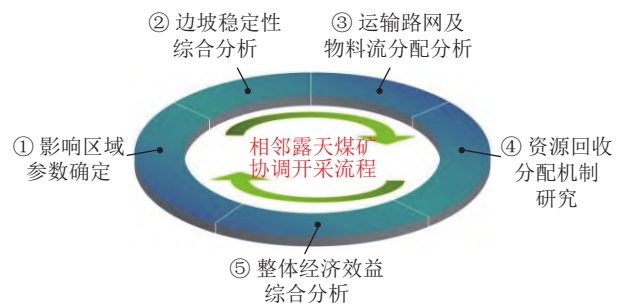 ① 影响区域
参数确定
② 边坡稳定性
综合分析
③ 运输路网及
物料流分配分析
相邻露天煤矿
协调开采流程
④ 资源回收
分配机制
研究
⑤ 整体经济效益
综合分析